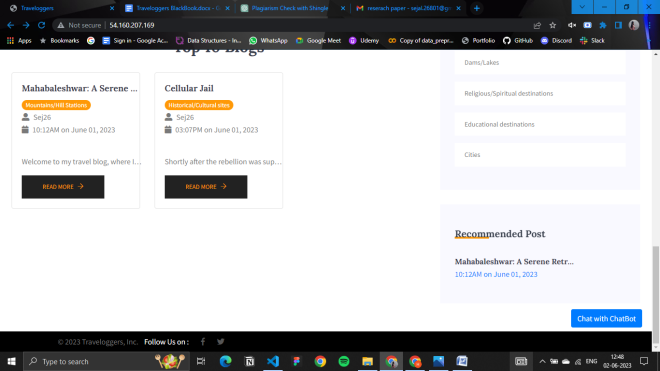 Traveloggers
Traveloggers BlackBook.docx - G
Plagiarism Check with Shingle
reserach paper - sejal26801@gm
Not secure
54.160.207.169
Apps
Bookmarks
Sign in - Google Ac...
Data Structures - In...
WhatsApp
Google Meet
Udemy
Copy of data_prepr...
Portfolio
GitHub
Discord
Slack
Top 10 Blogs
Mahabaleshwar: A Serene ...
Mountains/Hill Stations
Sej26
10:12AM on June 01, 2023
Welcome to my travel blog, where I...
READ MORE
Cellular Jail
Historical/Cultural sites
Sej26
03:07PM on June 01, 2023
Shortly after the rebellion was sup...
READ MORE
Dams/Lakes
Religious/Spiritual destinations
Educational destinations
Cities
Recommended Post
Mahabaleshwar: A Serene Retr...
10:12AM on June 01, 2023
Chat with ChatBot
© 2023 Traveloggers, Inc.
Follow Us on :
Type to search
ENG
12:48
02-06-2023